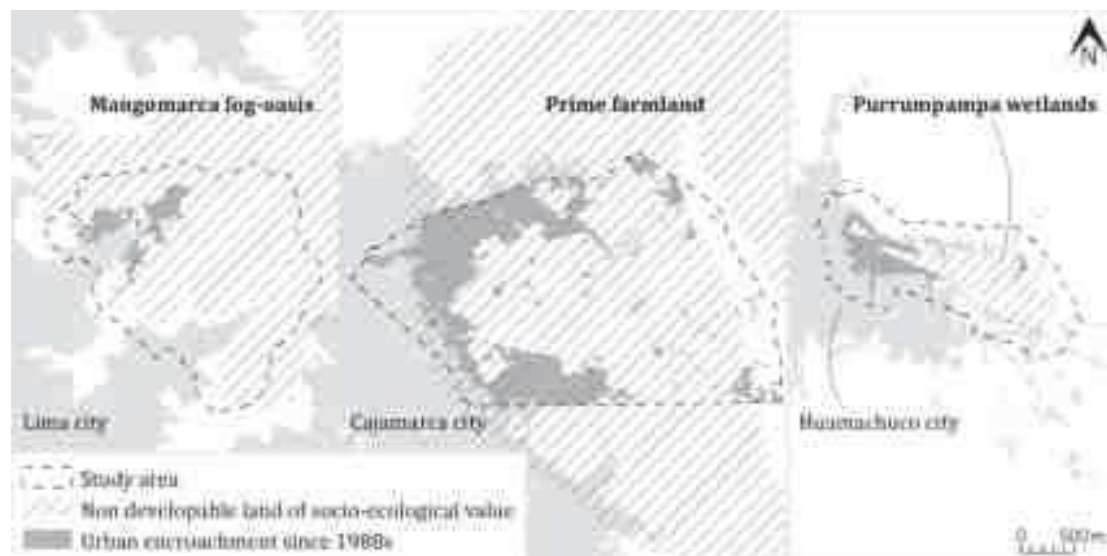 N
Mangomarca fog-oasis
Prime farmland
Purrumpampa wetlands
Lima city
Cajamarca city
Huamachuco city
Study area
Non developable land of socio-ecological value
Urban encroachment since 1980s
0 500m